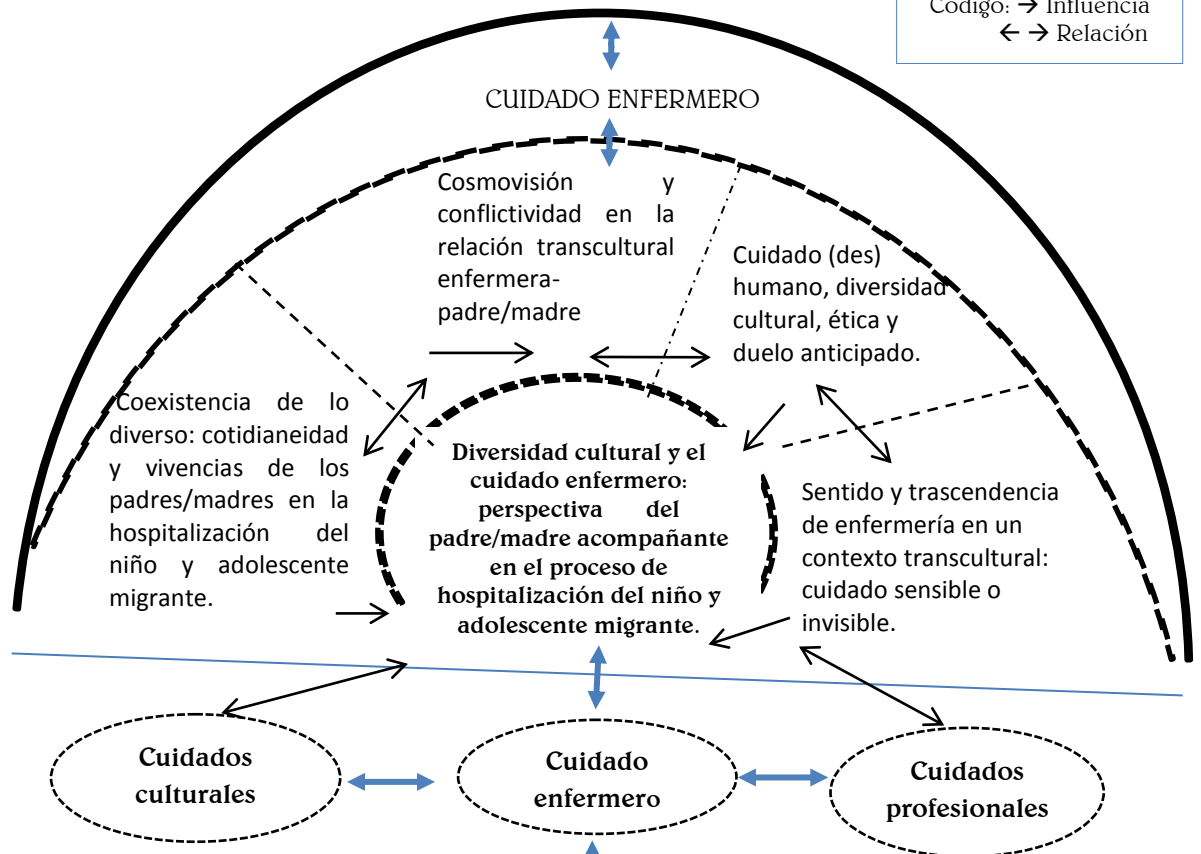 Código: → Influencia
← → Relación
CUIDADO ENFERMERO
Cosmovisión y
conflictividad en la
relación transcultural
enfermera-
padre/madre
Cuidado (des)
humano, diversidad
cultural, ética y
duelo anticipado.
Coexistencia de lo
diverso: cotidianeidad
y vivencias de los
padres/madres en la
hospitalización del
niño y adolescente
migrante.
Diversidad cultural y el
cuidado enfermero:
perspectiva del
padre/madre acompañante
en el proceso de
hospitalización del niño y
adolescente migrante.
Sentido y trascendencia
de enfermería en un
contexto transcultural:
cuidado sensible o
invisible.
Cuidados
culturales
Cuidado
enfermero
Cuidados
profesionales